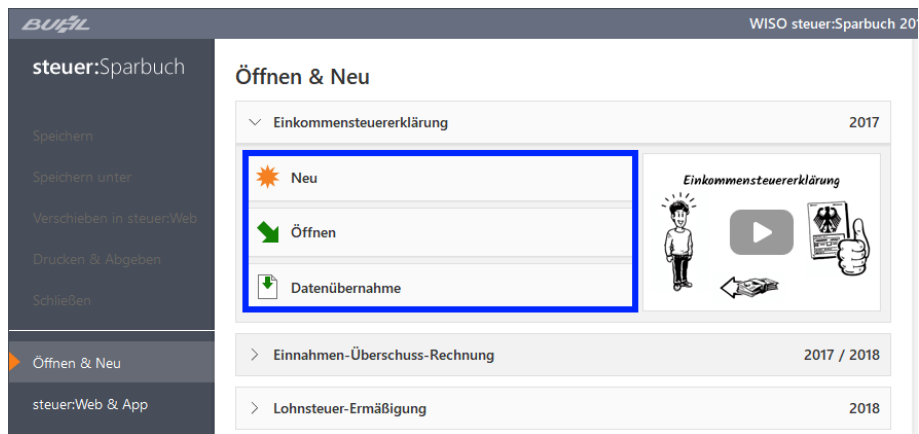 BUHL
WISO steuer:Sparbuch 201
steuer:Sparbuch
Speichern
Speichern unter
Verschieben in steuer:Web
Drucken & Abgeben
Schließen
Öffnen & Neu
steuer:Web & App
Öffnen & Neu
Einkommensteuererklärung 2017
Neu
Öffnen
Datenübernahme
Einkommensteuererklärung
Einnahmen-Überschuss-Rechnung 2017 / 2018
Lohnsteuer-Ermäßigung 2018